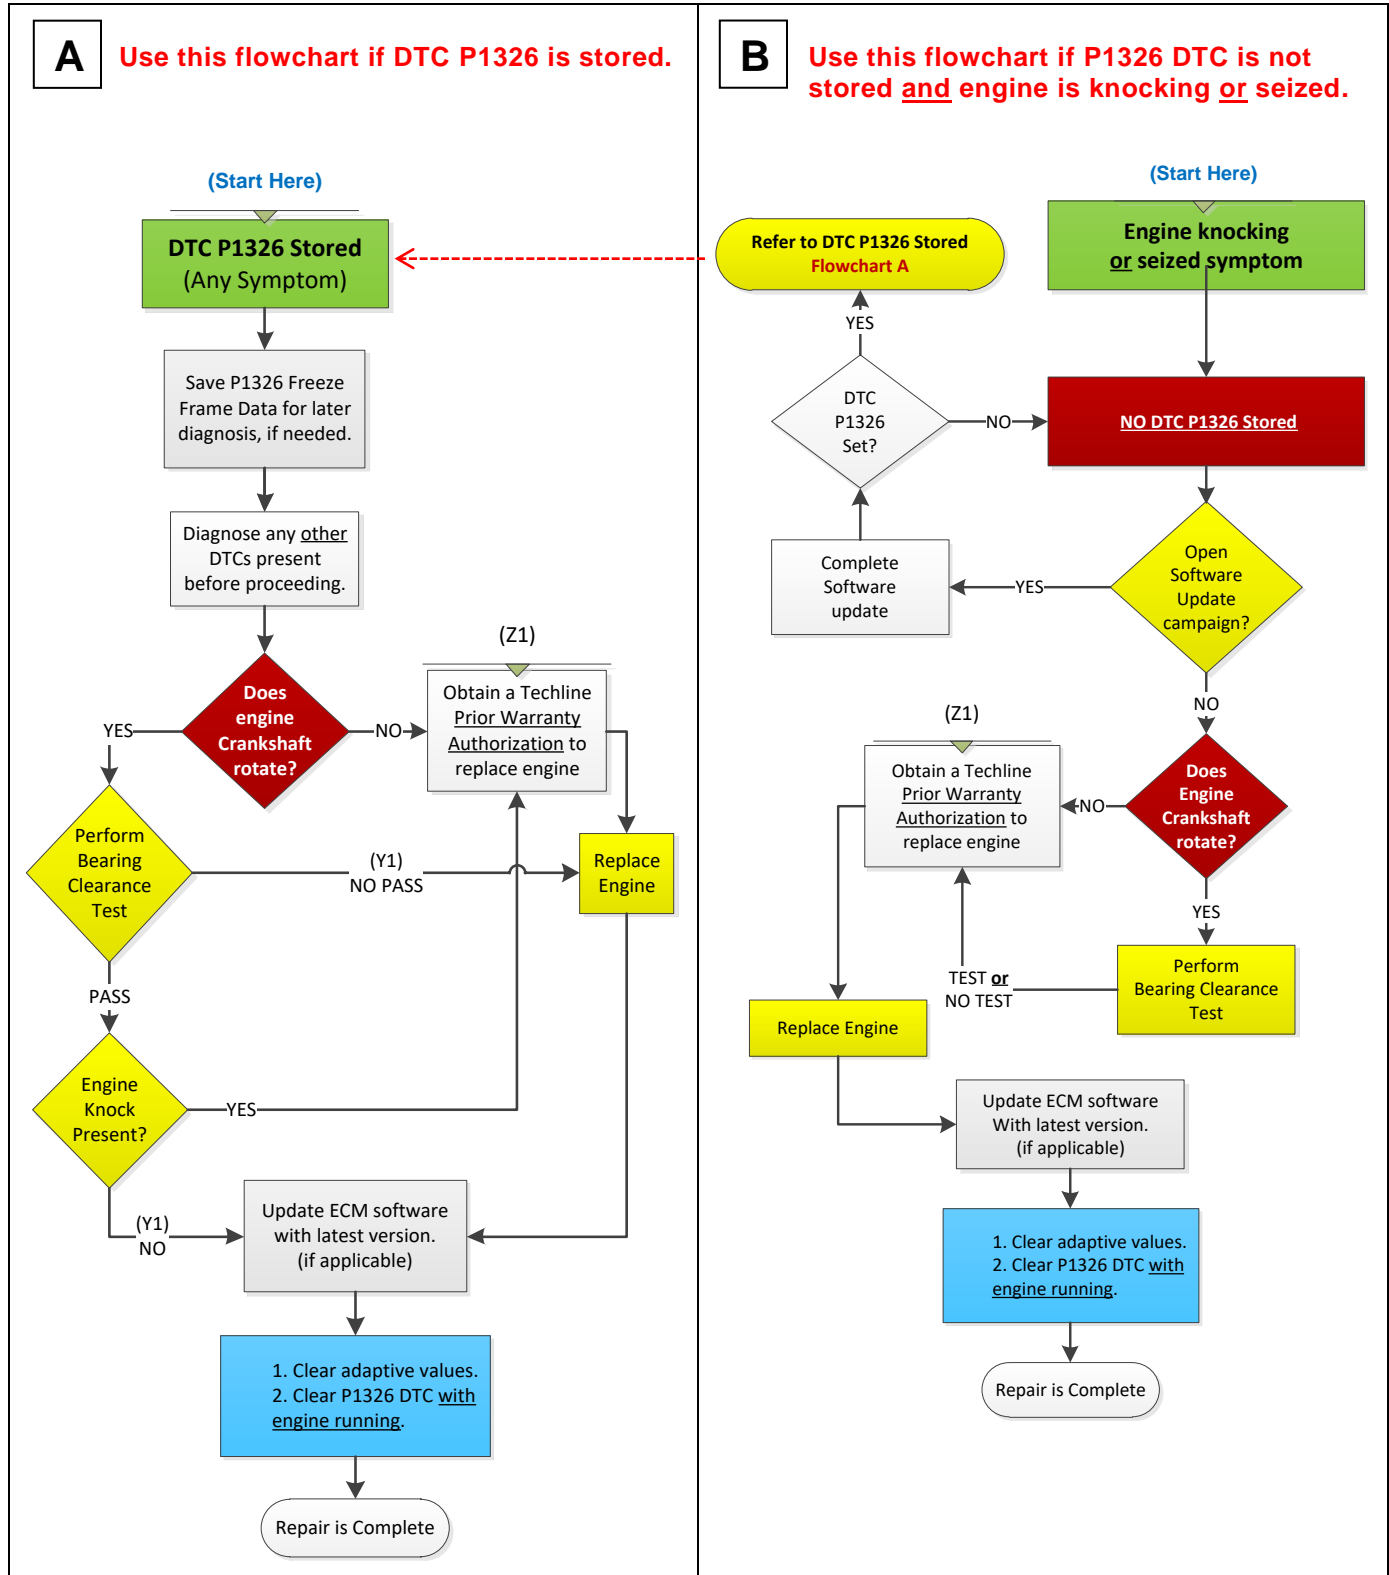 A
Use this flowchart if DTC P1326 is stored.
(Start Here)
DTC P1326 Stored
(Any Symptom)
Save P1326 Freeze
Frame Data for later
diagnosis, if needed.
Diagnose any other
DTCs present
before proceeding.
Does
engine
Crankshaft
rotate?
YES
NO
(Z1)
Obtain a Techline
Prior Warranty
Authorization to
replace engine
Perform
Bearing
Clearance
Test
(Y1)
NO PASS
Replace
Engine
PASS
Engine
Knock
Present?
YES
(Y1)
NO
Update ECM software
with latest version.
(if applicable)
1. Clear adaptive values.
2. Clear P1326 DTC with
engine running.
Repair is Complete
B
Use this flowchart if P1326 DTC is not
stored and engine is knocking or seized.
(Start Here)
Engine knocking
or seized symptom
Refer to DTC P1326 Stored
Flowchart A
YES
DTC
P1326
Set?
NO
NO DTC P1326 Stored
Open
Software
Update
campaign?
YES
Complete
Software
update
NO
Does
Engine
Crankshaft
rotate?
NO
(Z1)
Obtain a Techline
Prior Warranty
Authorization to
replace engine
YES
Perform
Bearing Clearance
Test
TEST or
NO TEST
Replace Engine
Update ECM software
With latest version.
(if applicable)
1. Clear adaptive values.
2. Clear P1326 DTC with
engine running.
Repair is Complete